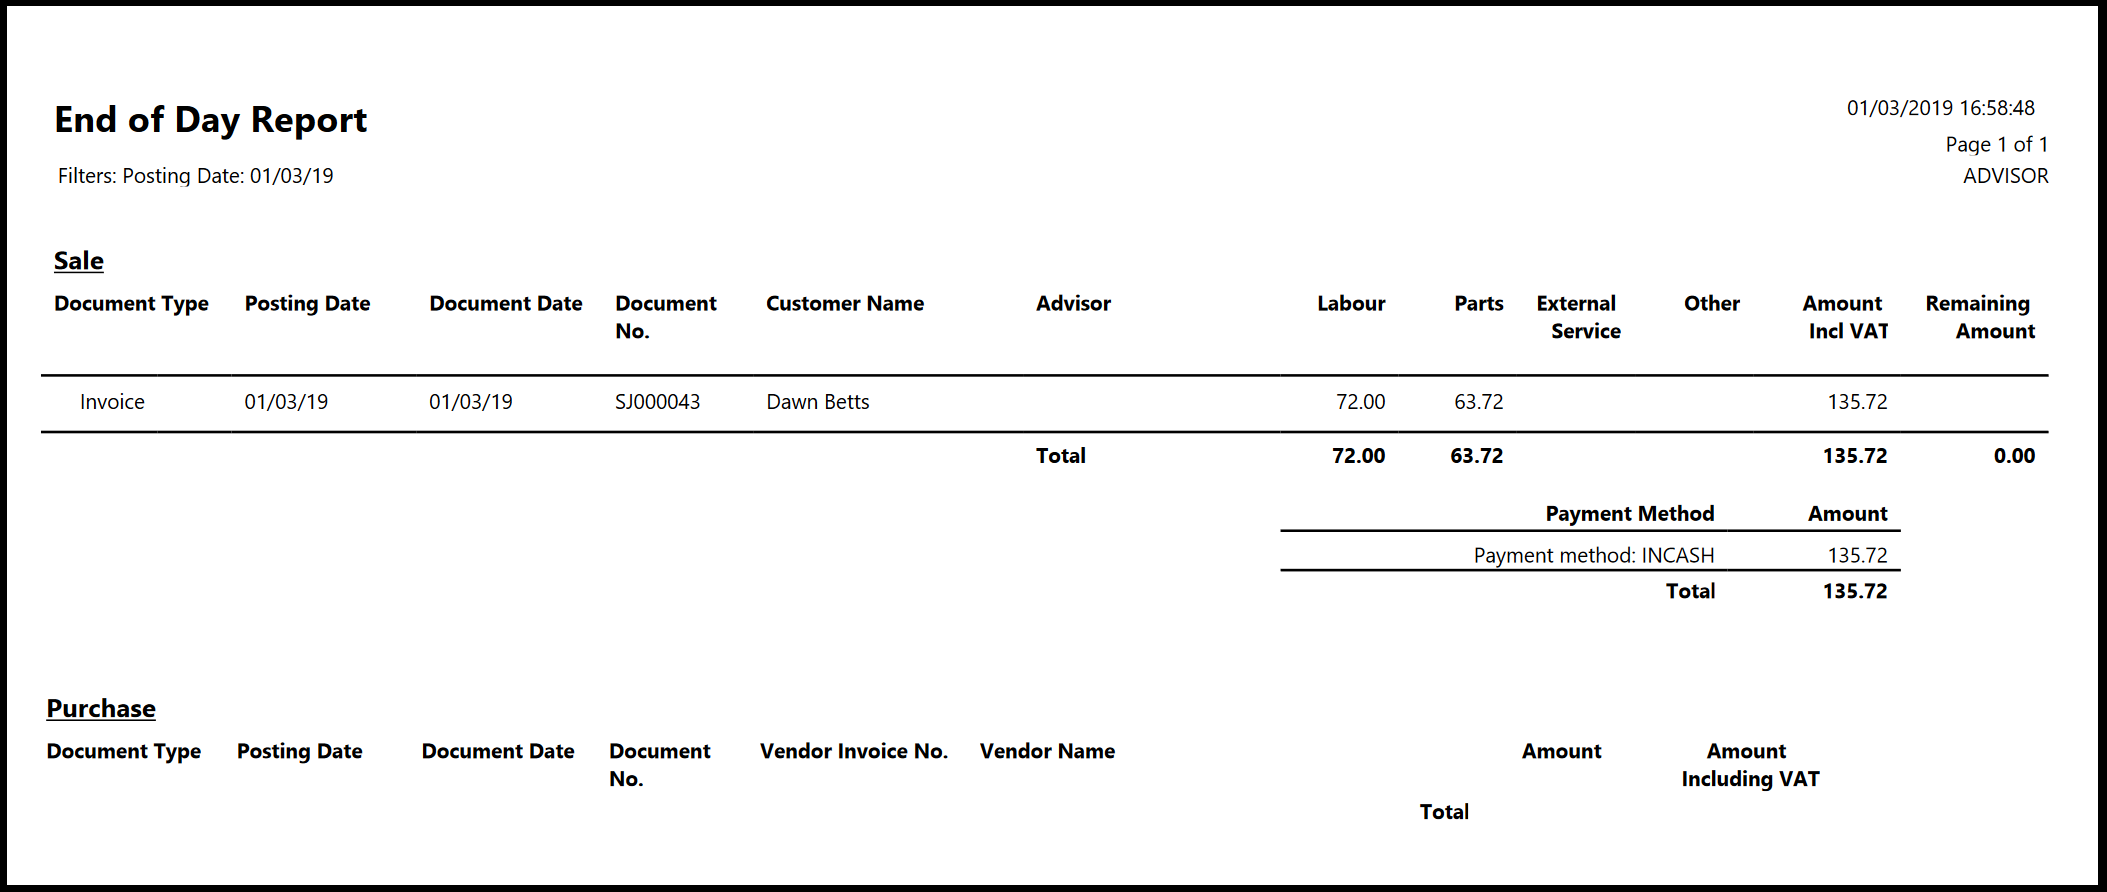 End of Day Report
01/03/2019 16:58:48
Page 1 of 1
Filters: Posting Date: 01/03/19
ADVISOR
Sale
Document Type Posting Date Document Date Document No. Customer Name Advisor Labour Parts External Service Other Amount Incl VAT Remaining Amount
Invoice 01/03/19 01/03/19 SJ000043 Dawn Betts 72.00 63.72 135.72
Total 72.00 63.72 135.72 0.00
Payment Method Amount
Payment method: INCASH 135.72
Total 135.72
Purchase
Document Type Posting Date Document Date Document No. Vendor Invoice No. Vendor Name Amount Amount Including VAT
Total